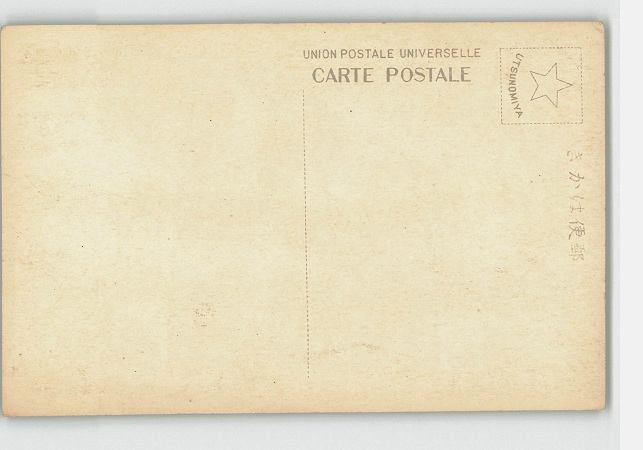 UNION POSTALE UNIVERSELLE
CARTE POSTALE
UTSUNOMIYA
きかは便郵